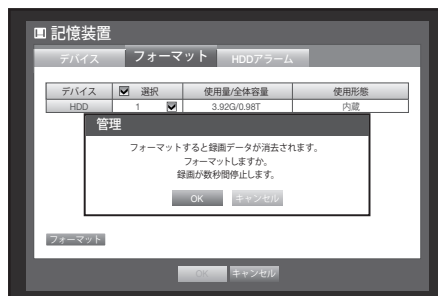 記憶装置
デバイス フォーマット HDDアラーム
デバイス 選択 使用量/全体容量 使用形態
HDD 1 3.92G/0.98T 内蔵
管理
フォーマットすると録画データが消去されます。
フォーマットしますか。
録画が数秒間停止します。
OK キャンセル
フォーマット
OK キャンセル